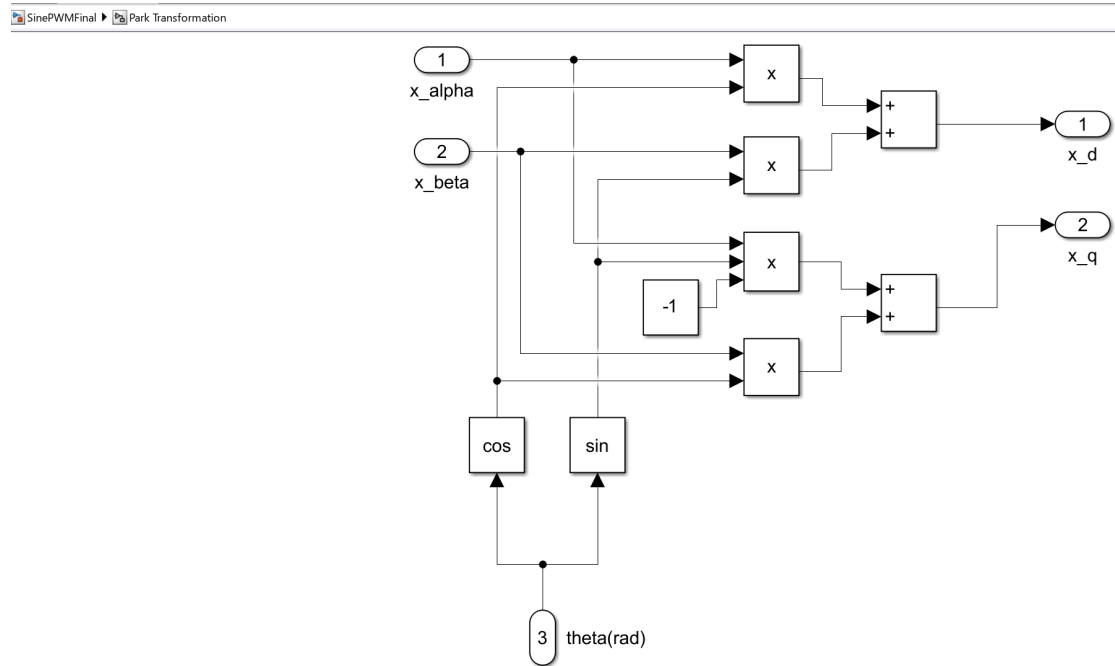 SinePWMFinal Park Transformation
1
x_alpha
2
x_beta
x
x
x
x
-1
+
+
+
+
1
x_d
2
x_q
cos
sin
3 theta(rad)